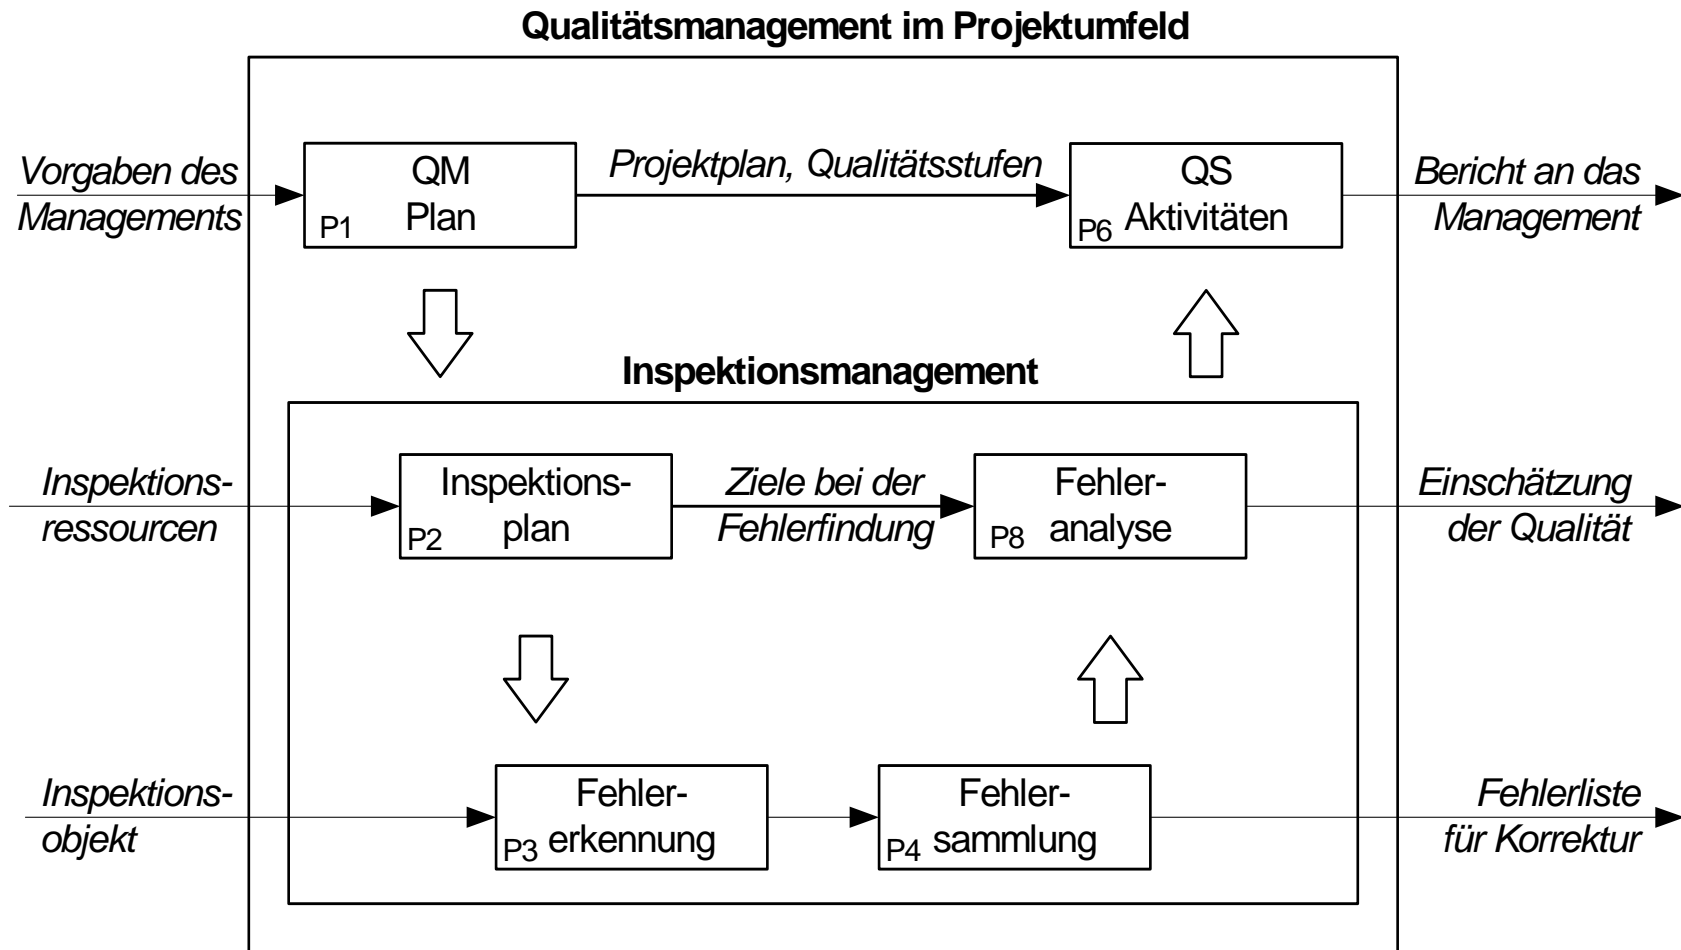 Qualitätsmanagement im Projektumfeld
Vorgaben des
Managements
QM
Plan
P1
Projektplan, Qualitätsstufen
QS
Aktivitäten
P6
Bericht an das
Management
Inspektionsmanagement
Inspektions-
ressourcen
Inspektions-
plan
P2
Ziele bei der
Fehlerfindung
Fehler-
analyse
P8
Einschätzung
der Qualität
Inspektions-
objekt
Fehler-
erkennung
P3
Fehler-
sammlung
P4
Fehlerliste
für Korrektur